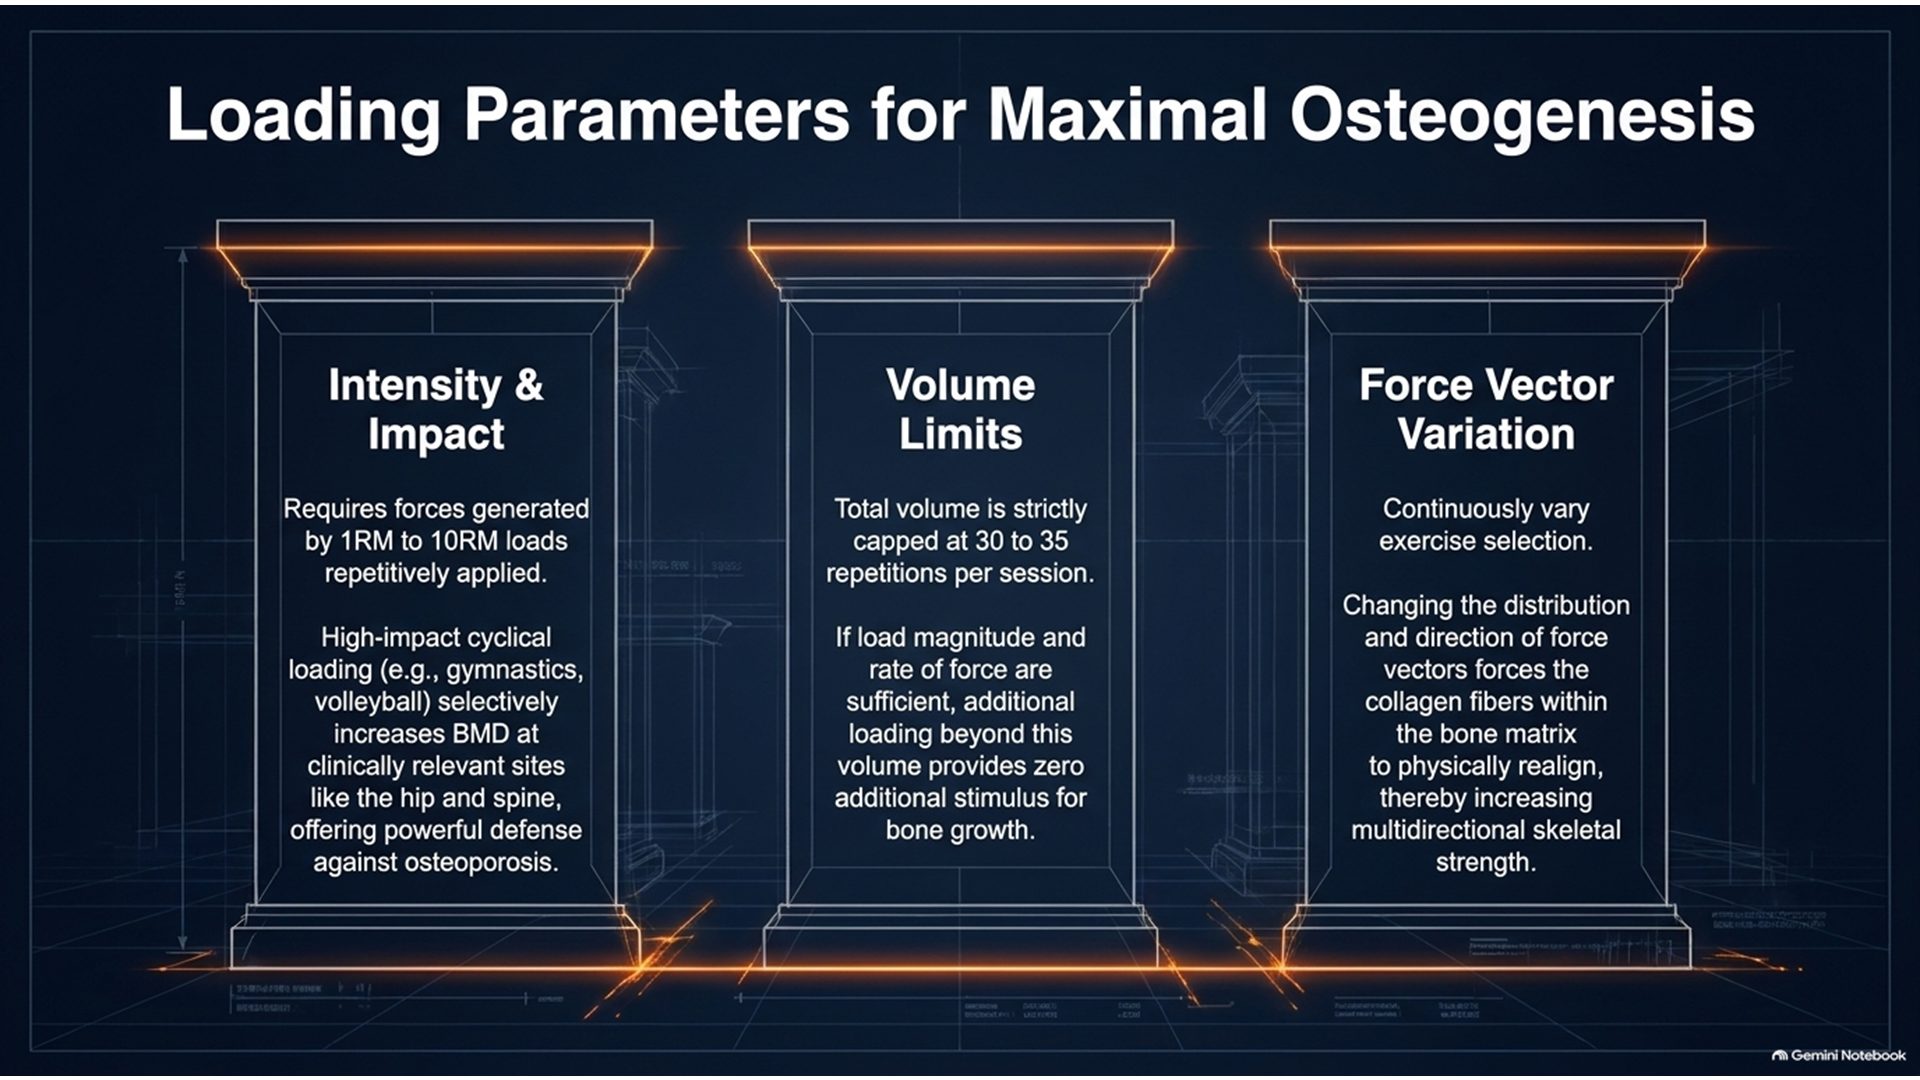 Loading Parameters for Maximal Osteogenesis
Intensity &
Impact
Requires forces generated
by 1RM to 10RM loads
repetitively applied.
High-impact cyclical
loading (e.g., gymnastics,
volleyball) selectively
increases BMD at
clinically relevant sites
like the hip and spine,
offering powerful defense
against osteoporosis.
Volume
Limits
Total volume is strictly
capped at 30 to 35
repetitions per session.
If load magnitude and
rate of force are
sufficient, additional
loading beyond this
volume provides zero
additional stimulus for
bone growth.
Force Vector
Variation
Continuously vary
exercise selection.
Changing the distribution
and direction of force
vectors forces the
collagen fibers within
the bone matrix
to physically realign,
thereby increasing
multidirectional skeletal
strength.
Gemini Notebook